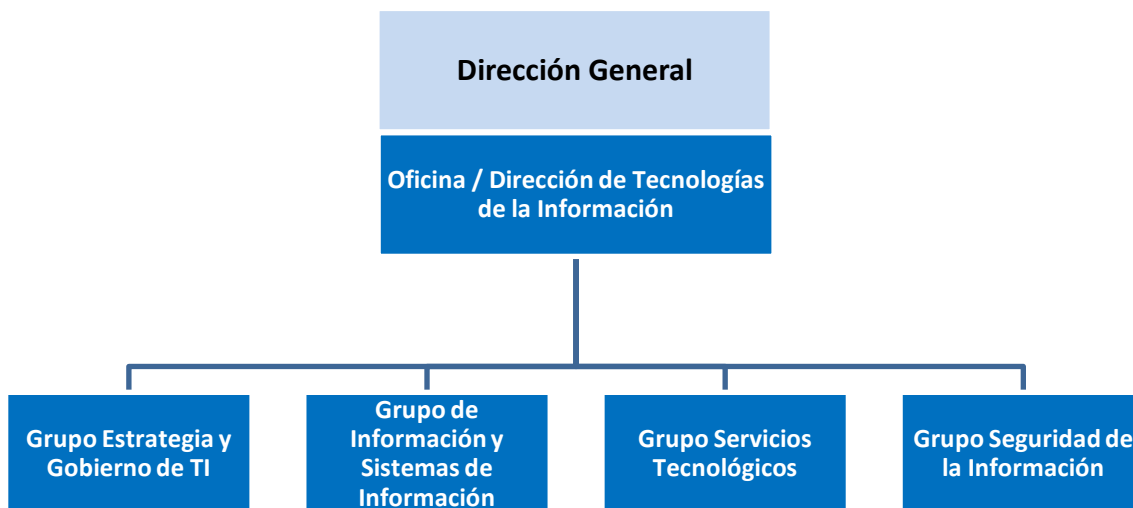 Dirección General
Oficina / Dirección de Tecnologías
de la Información
Grupo Estrategia y
Gobierno de TI
Grupo de
Información y
Sistemas de
Información
Grupo Servicios
Tecnológicos
Grupo Seguridad de
la Información